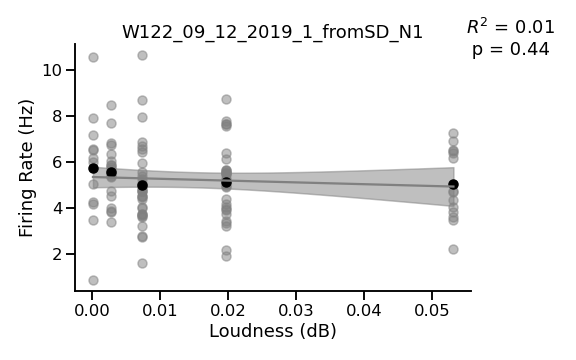 W122_09_12_2019_1_fromSD_N1
R² = 0.01
p = 0.44
Firing Rate (Hz)
10
8
6
4
2
0.00 0.01 0.02 0.03 0.04 0.05
Loudness (dB)